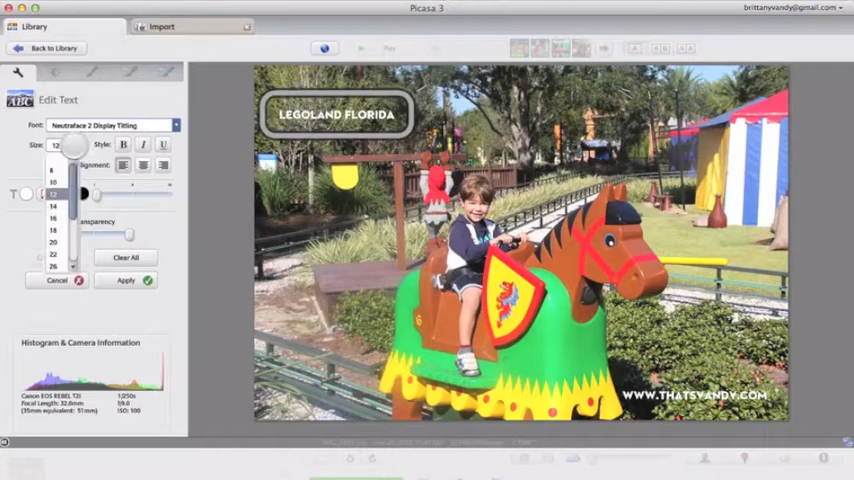 Picasa 3
brittanyvandy@gmail.com
Library
Import
Back to Library
Play
ABC
Edit Text
Font: Neutraface 2 Display Titling
Size: 12
Style: B I U
8
10
12
14
16
18
20
22
26
Alignment:
T
Transparency
Clear All
Cancel
Apply
LEGOLAND FLORIDA
6
WWW.THATSVANDY.COM
Histogram & Camera Information
Canon EOS REBEL T2I
1/250s
Focal Length: 32.0mm
f/9.0
(35mm equivalent: 51mm)
ISO: 100